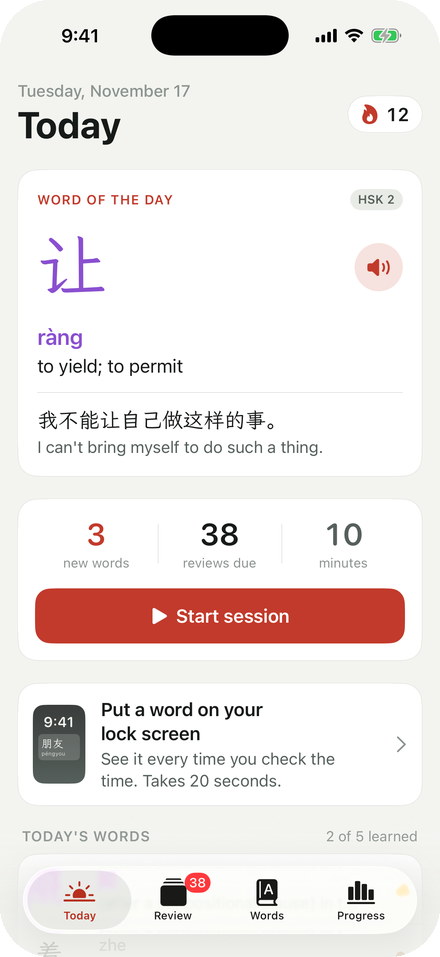 9:41
Tuesday, November 17
Today
12
WORD OF THE DAY
HSK 2
让
ràng
to yield; to permit
我不能让自己做这样的事。
I can't bring myself to do such a thing.
3
38
10
new words
reviews due
minutes
Start session
9:41
朋友
péngyou
Put a word on your
lock screen
See it every time you check the
time. Takes 20 seconds.
TODAY'S WORDS
2 of 5 learned
38
Today
Review
Words
Progress
着
zhe